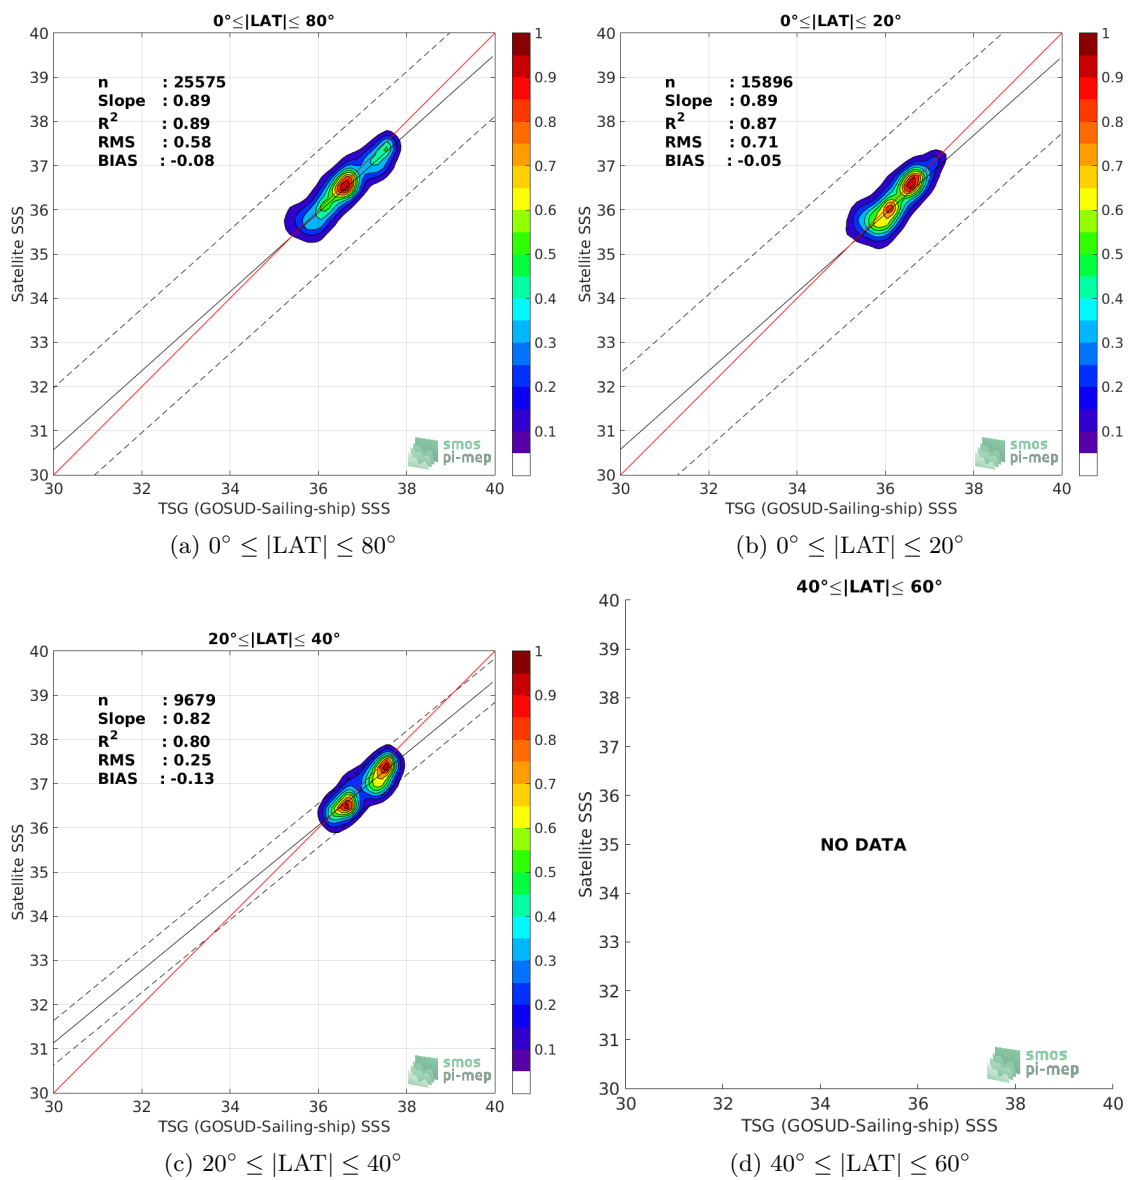 0°≤|LAT|≤ 80°
40
39
38
37
36
35
34
33
32
31
30
Satellite SSS
n : 25575
Slope : 0.89
R² : 0.89
RMS : 0.58
BIAS : -0.08
smos
pi-mep
30 32 34 36 38 40
TSG (GOSUD-Sailing-ship) SSS
1
0.9
0.8
0.7
0.6
0.5
0.4
0.3
0.2
0.1
(a) 0° ≤ |LAT| ≤ 80°
0°≤|LAT|≤ 20°
40
39
38
37
36
35
34
33
32
31
30
Satellite SSS
n : 15896
Slope : 0.89
R² : 0.87
RMS : 0.71
BIAS : -0.05
smos
pi-mep
30 32 34 36 38 40
TSG (GOSUD-Sailing-ship) SSS
1
0.9
0.8
0.7
0.6
0.5
0.4
0.3
0.2
0.1
(b) 0° ≤ |LAT| ≤ 20°
20°≤|LAT|≤ 40°
40
39
38
37
36
35
34
33
32
31
30
Satellite SSS
n : 9679
Slope : 0.82
R² : 0.80
RMS : 0.25
BIAS : -0.13
smos
pi-mep
30 32 34 36 38 40
TSG (GOSUD-Sailing-ship) SSS
1
0.9
0.8
0.7
0.6
0.5
0.4
0.3
0.2
0.1
(c) 20° ≤ |LAT| ≤ 40°
40°≤|LAT|≤ 60°
40
39
38
37
36
35
34
33
32
31
30
Satellite SSS
NO DATA
smos
pi-mep
30 32 34 36 38 40
TSG (GOSUD-Sailing-ship) SSS
(d) 40° ≤ |LAT| ≤ 60°